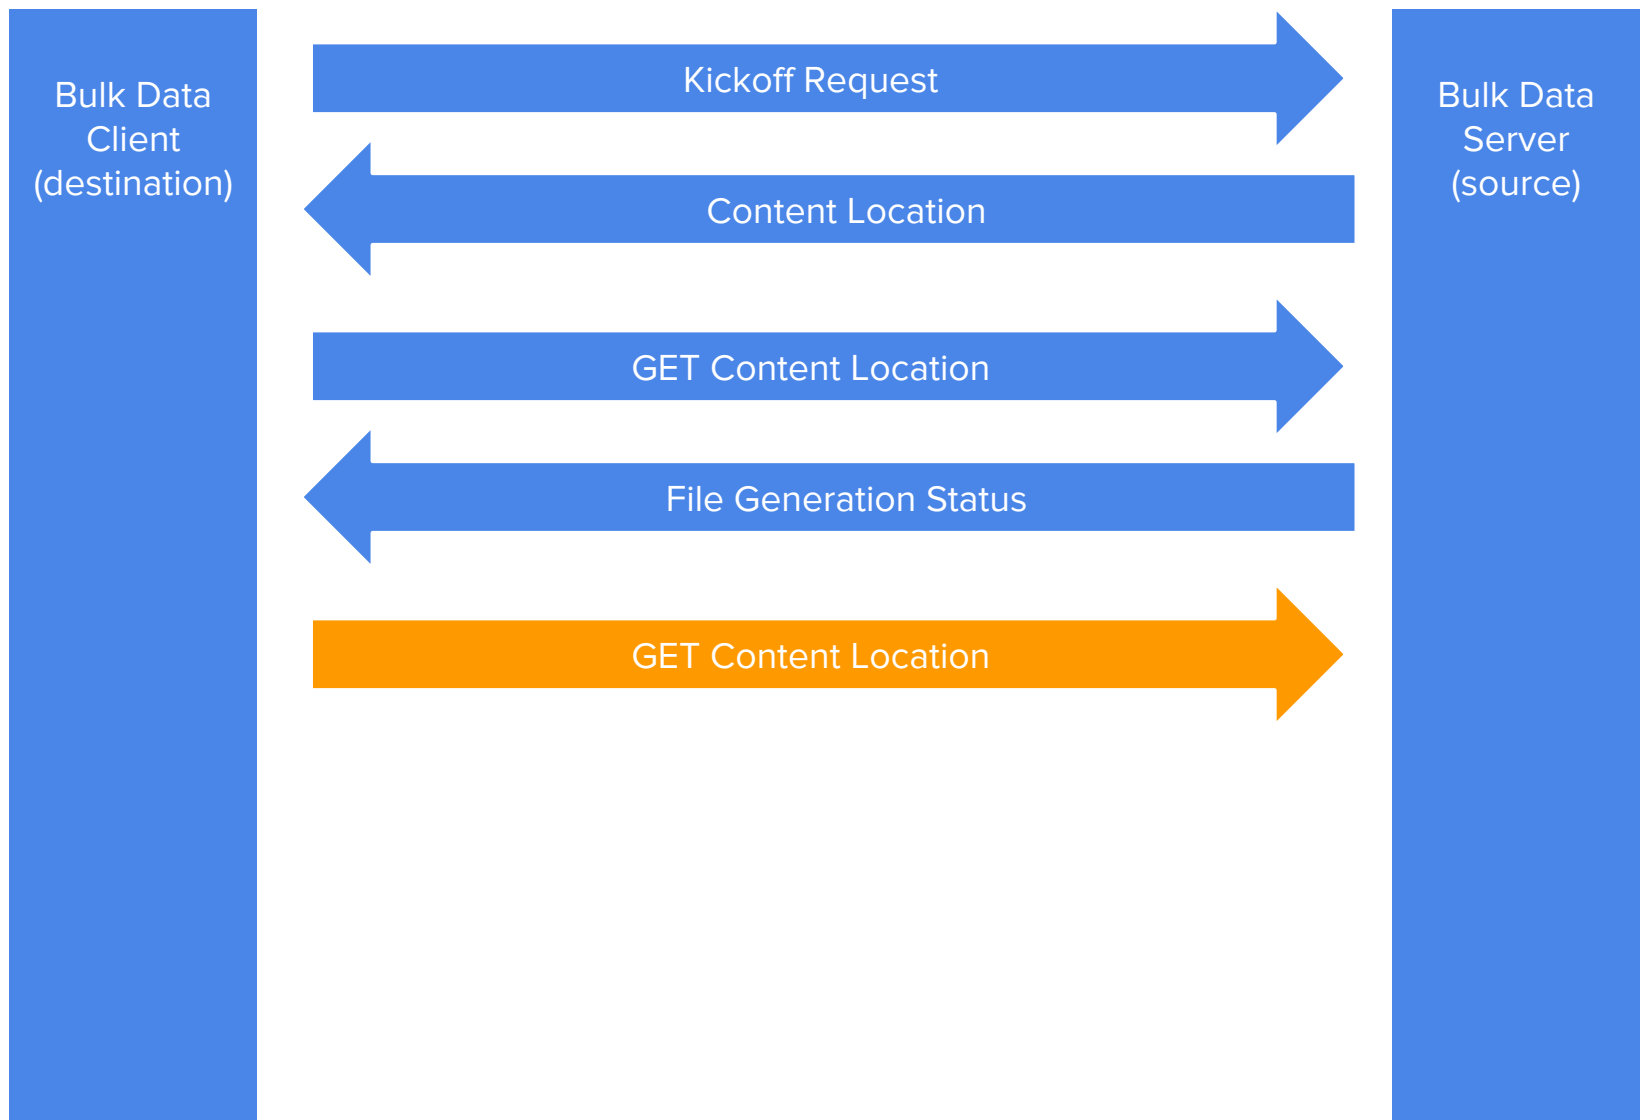 Bulk Data
Client
(destination)
Kickoff Request
Content Location
GET Content Location
File Generation Status
GET Content Location
Bulk Data
Server
(source)